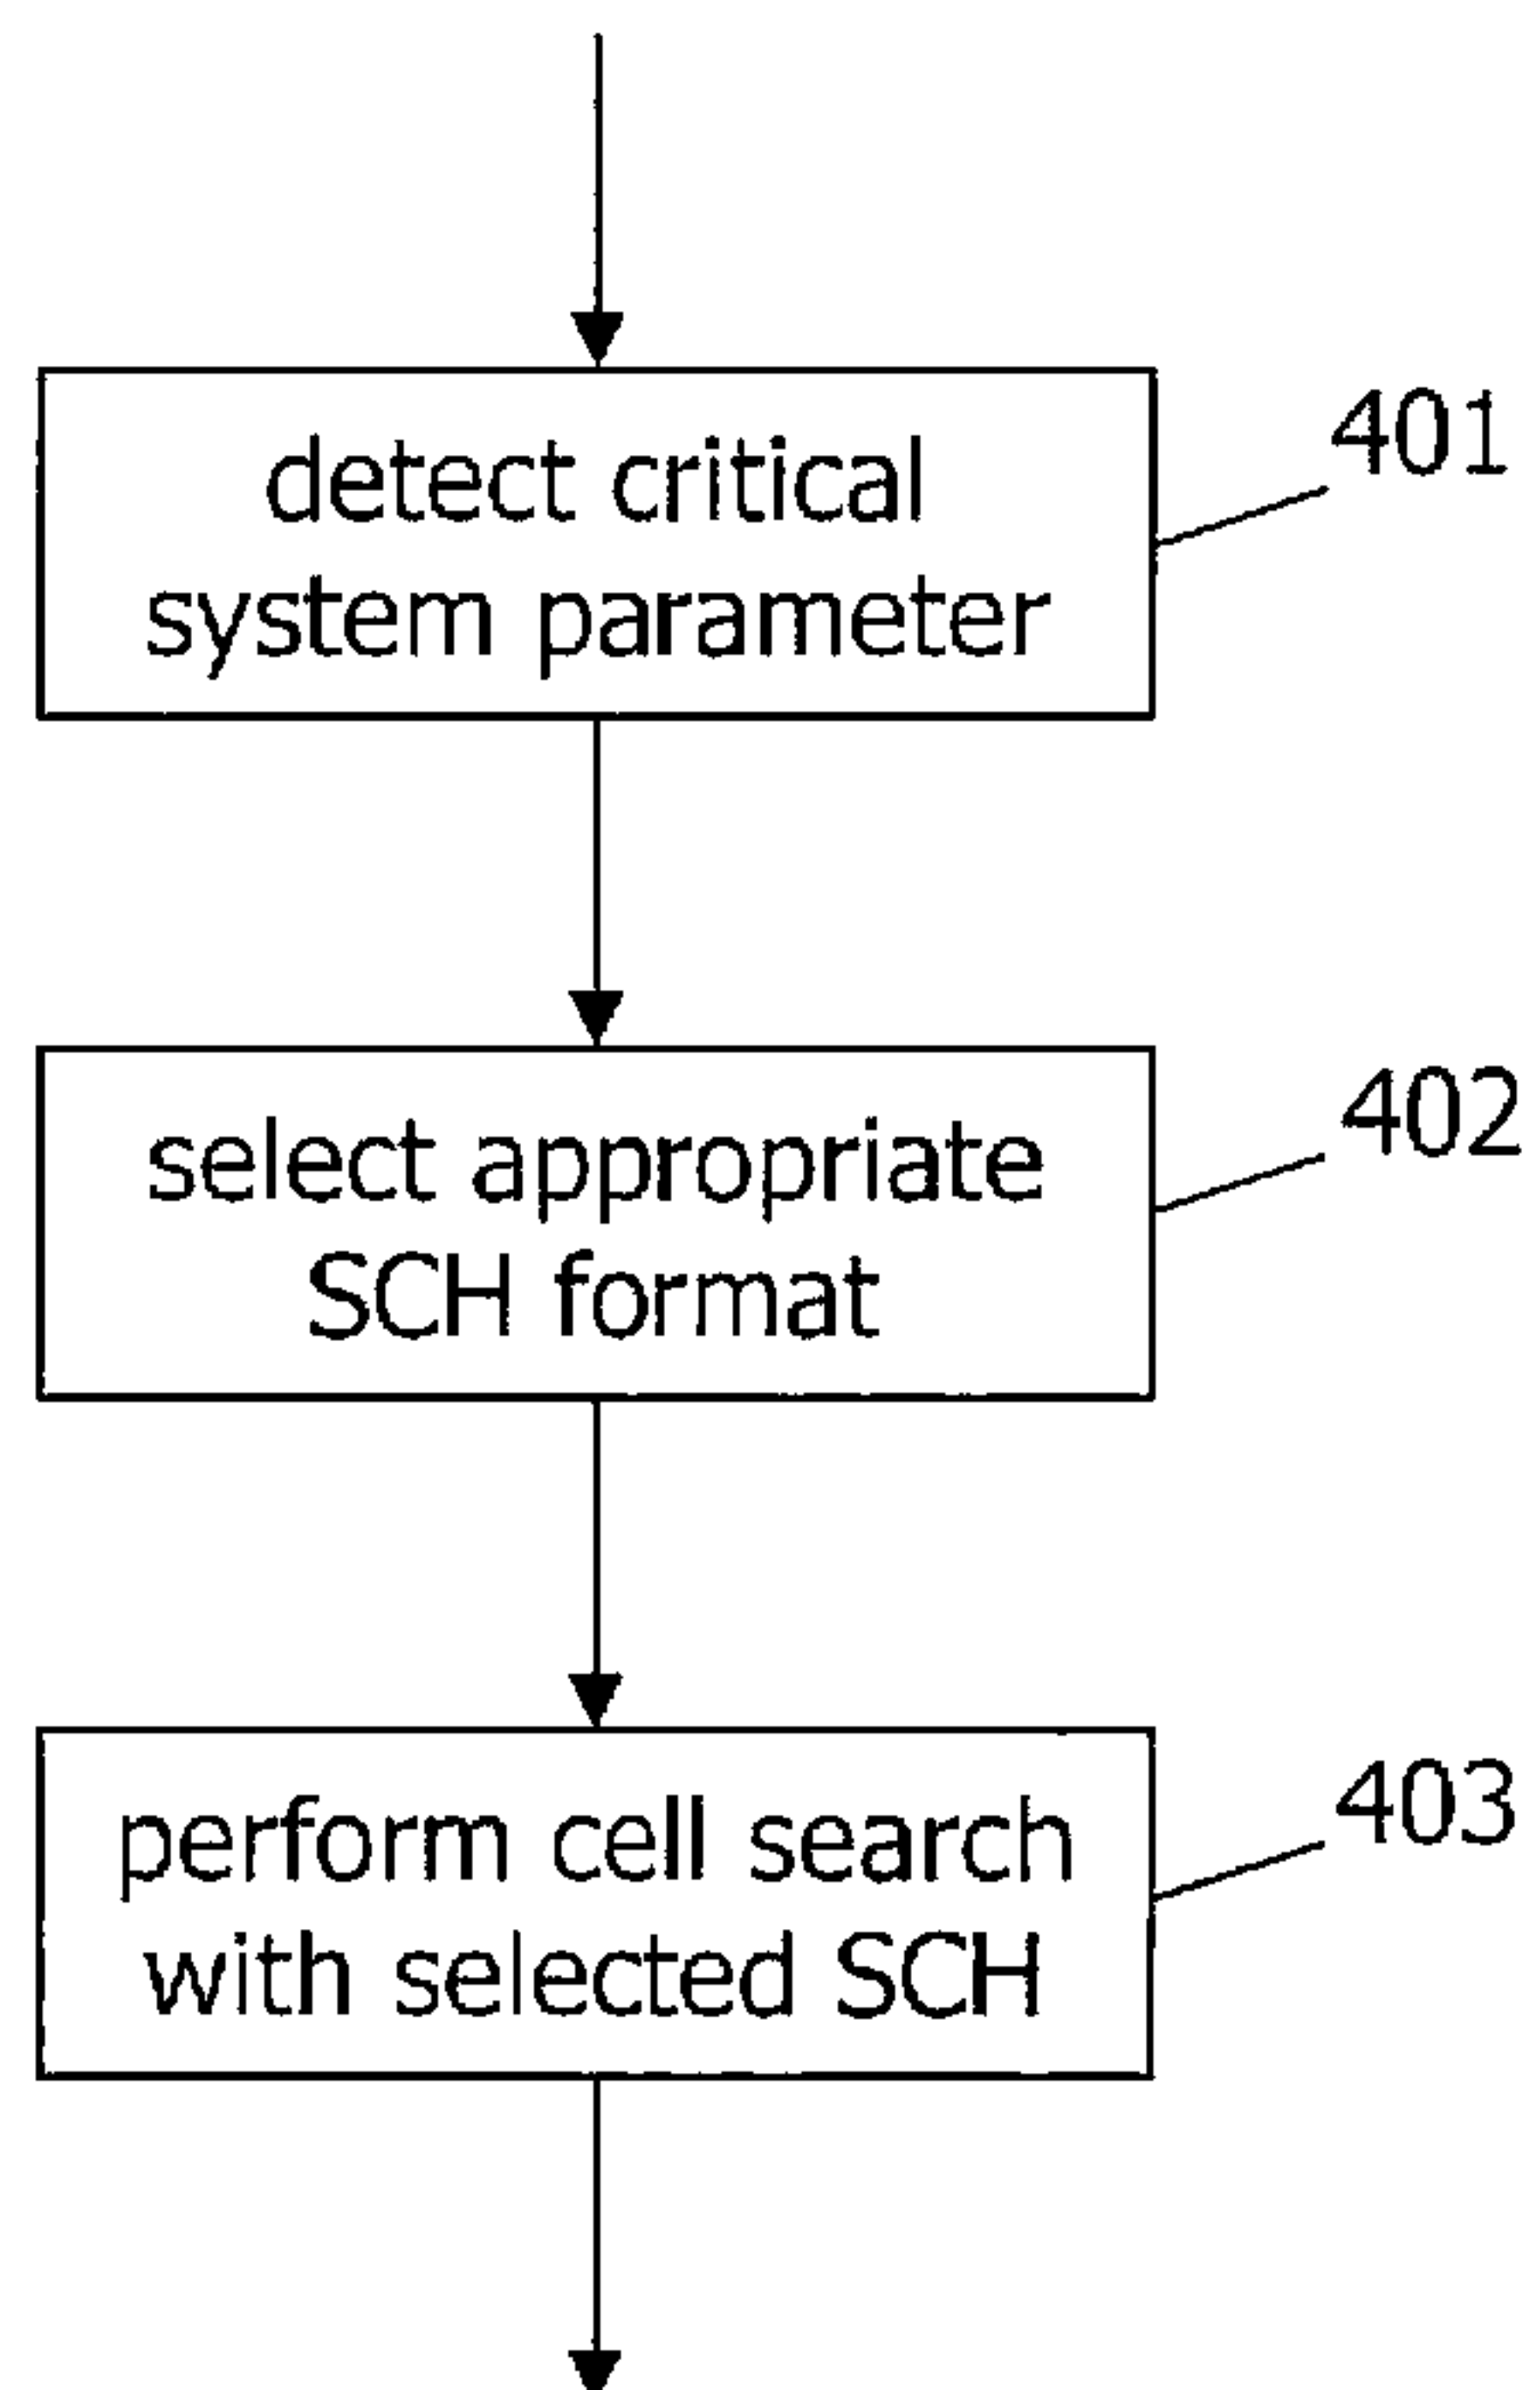 detect critical
system parameter
401
select appropriate
SCH format
402
perform cell search
with selected SCH
403